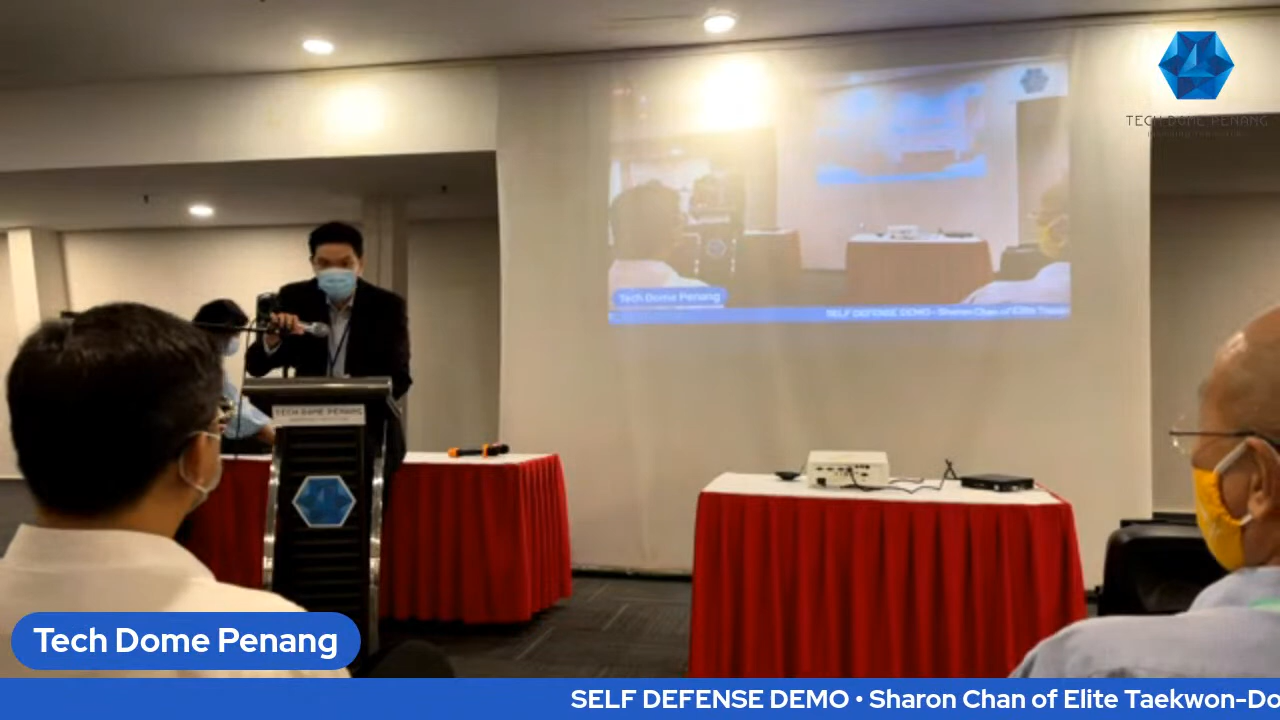 TECH DOME PENANG
TECH DOME PENANG
Tech Dome Penang
SELF DEFENSE DEMO • Sharon Chan of Elite
Tech Dome Penang
SELF DEFENSE DEMO • Sharon Chan of Elite Taekwon-Do